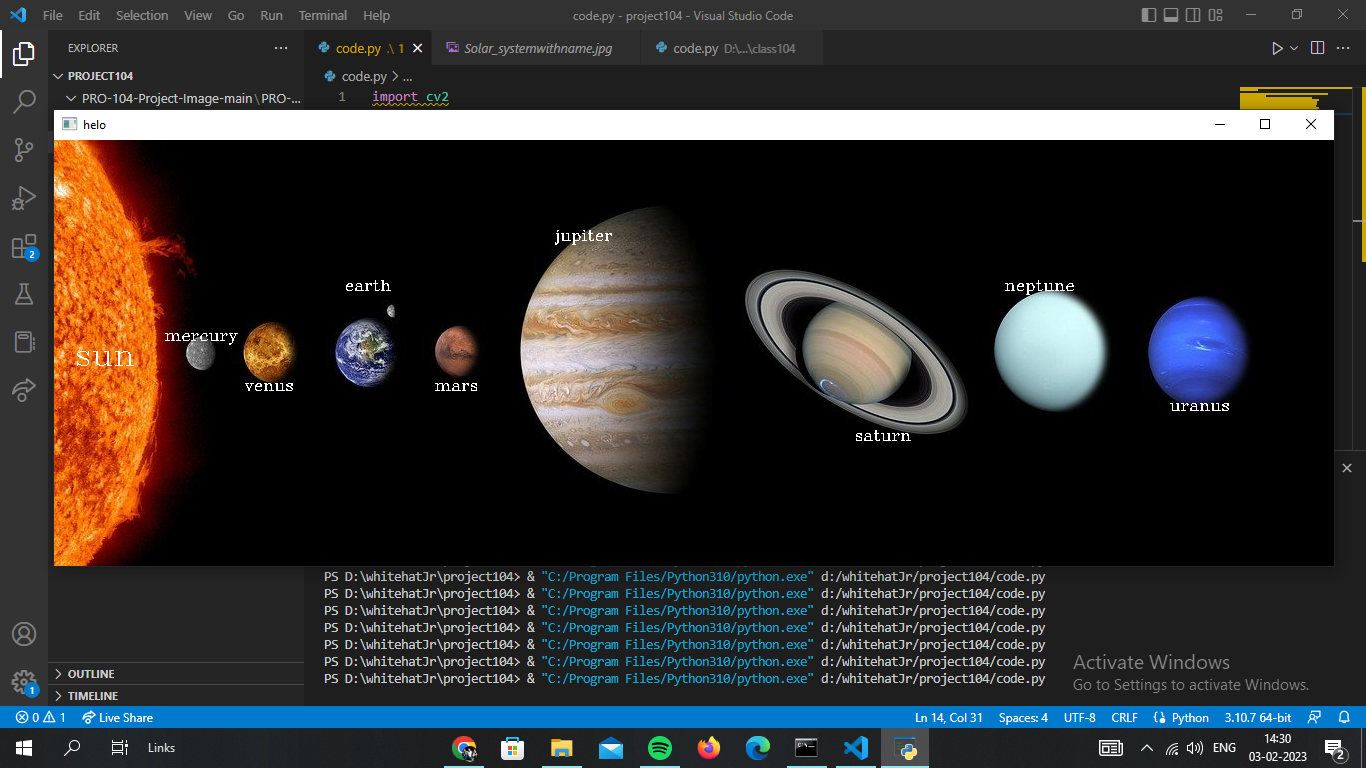 File Edit Selection View Go Run Terminal Help code.py - project104 - Visual Studio Code
EXPLORER
code.py .\ 1 Solar_systemwithname.jpg code.py D:\...\class104
PROJECT104
code.py > ...
PRO-104-Project-Image-main\PRO-...
1 import cv2
helo
jupiter
earth
neptune
mercury
sun
venus
mars
uranus
saturn
2
PS D:\whitehatJr\project104> & "C:/Program Files/Python310/python.exe" d:/whitehatJr/project104/code.py
PS D:\whitehatJr\project104> & "C:/Program Files/Python310/python.exe" d:/whitehatJr/project104/code.py
PS D:\whitehatJr\project104> & "C:/Program Files/Python310/python.exe" d:/whitehatJr/project104/code.py
PS D:\whitehatJr\project104> & "C:/Program Files/Python310/python.exe" d:/whitehatJr/project104/code.py
PS D:\whitehatJr\project104> & "C:/Program Files/Python310/python.exe" d:/whitehatJr/project104/code.py
PS D:\whitehatJr\project104> & "C:/Program Files/Python310/python.exe" d:/whitehatJr/project104/code.py
PS D:\whitehatJr\project104> & "C:/Program Files/Python310/python.exe" d:/whitehatJr/project104/code.py
OUTLINE
TIMELINE
1
Activate Windows
Go to Settings to activate Windows.
0 1 Live Share Ln 14, Col 31 Spaces: 4 UTF-8 CRLF Python 3.10.7 64-bit
Links
ENG
14:30
03-02-2023
2